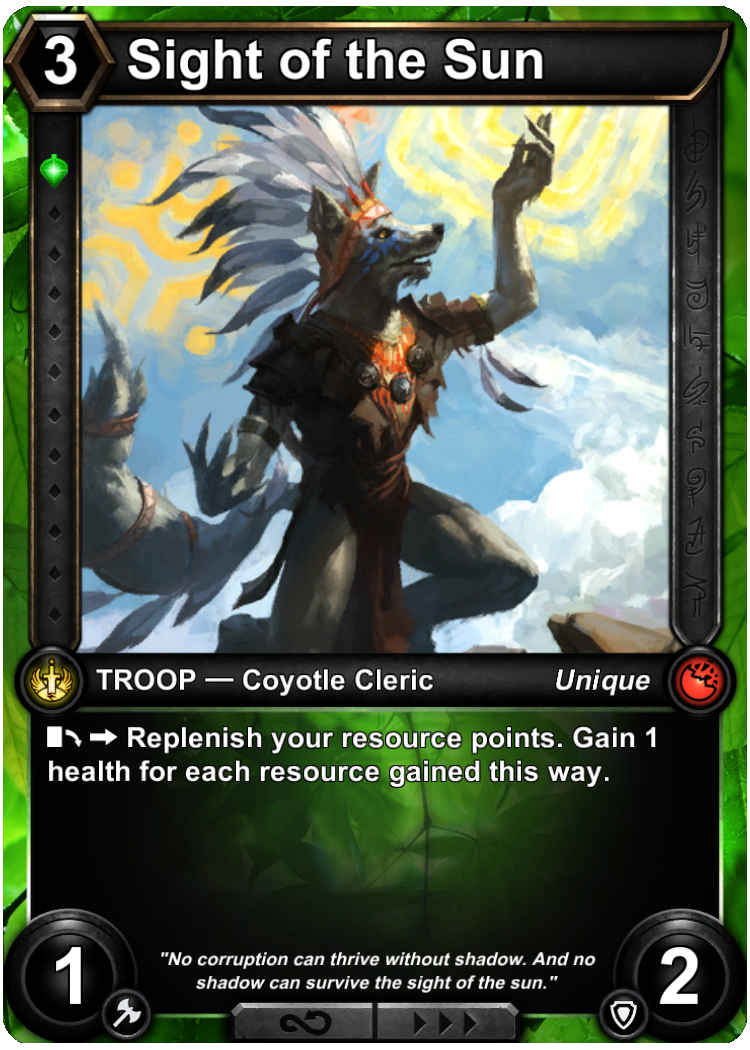 3 Sight of the Sun
TROOP — Coyotle Cleric Unique
Replenish your resource points. Gain 1
health for each resource gained this way.
"No corruption can thrive without shadow. And no
shadow can survive the sight of the sun."
1 2